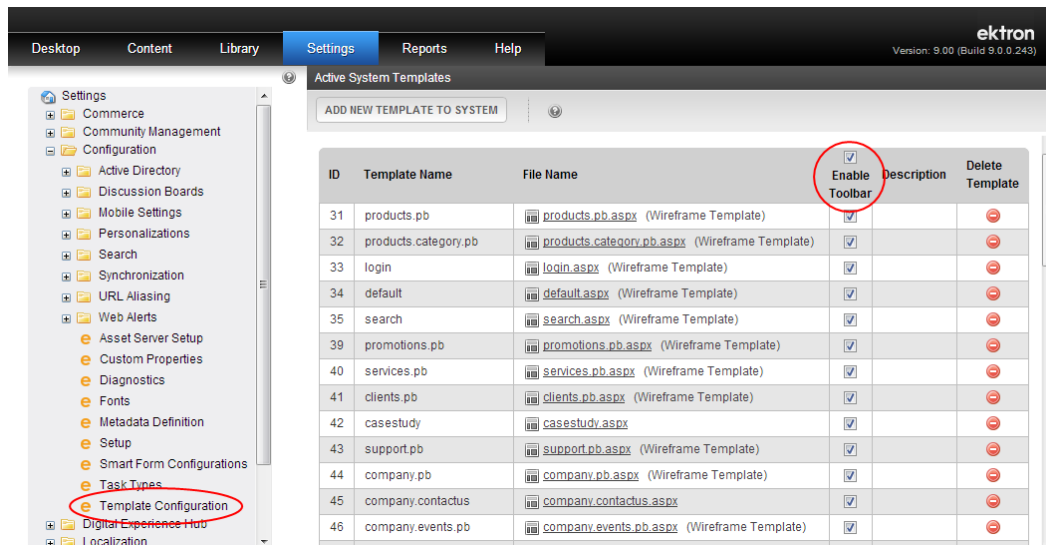 ektron
Desktop Content Library Settings Reports Help
Version: 9.00 (Build 9.0.0.243)
Active System Templates
Settings
Commerce
Community Management
Configuration
Active Directory
Discussion Boards
Mobile Settings
Personalizations
Search
Synchronization
URL Aliasing
Web Alerts
Asset Server Setup
Custom Properties
Diagnostics
Fonts
Metadata Definition
Setup
Smart Form Configurations
Task Types
Template Configuration
Digital Experience Hub
Localization
ADD NEW TEMPLATE TO SYSTEM
ID Template Name File Name Enable Toolbar Description Delete Template
31 products.pb products.pb.aspx (Wireframe Template)
32 products.category.pb products.category.pb.aspx (Wireframe Template)
33 login login.aspx (Wireframe Template)
34 default default.aspx (Wireframe Template)
35 search search.aspx (Wireframe Template)
39 promotions.pb promotions.pb.aspx (Wireframe Template)
40 services.pb services.pb.aspx (Wireframe Template)
41 clients.pb clients.pb.aspx (Wireframe Template)
42 casestudy casestudy.aspx
43 support.pb support.pb.aspx (Wireframe Template)
44 company.pb company.pb.aspx (Wireframe Template)
45 company.contactus company.contactus.aspx
46 company.events.pb company.events.pb.aspx (Wireframe Template)